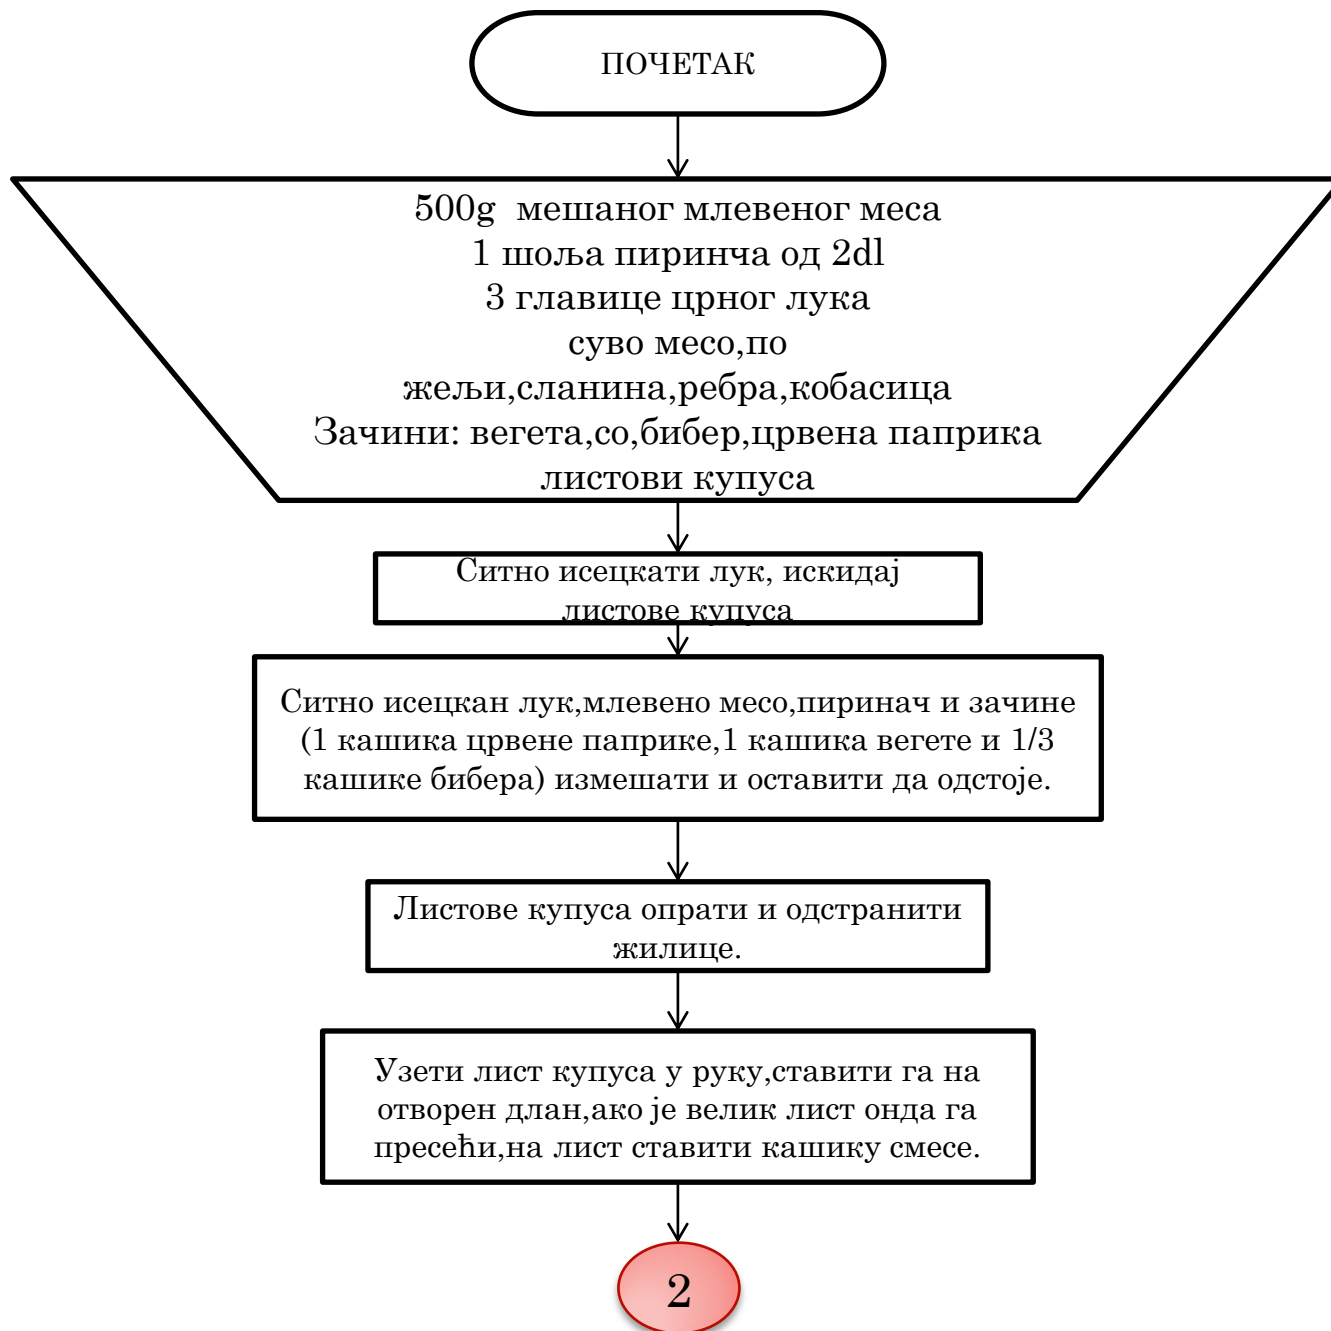 ПОЧЕТАК
500g мешаног млевеног меса
1 шоља пиринча од 2dl
3 главице црног лука
суво месо,по
жељи,сланина,ребра,кобасица
Зачини: вегета,со,бибер,црвена паприка
листови купуса
Ситно исецкати лук, искидај
листове купуса
Ситно исецкан лук,млевено месо,пиринач и зачине
(1 кашика црвене паприке,1 кашика вегете и 1/3
кашике бибера) измешати и оставити да одстоје.
Листове купуса опрати и одстранити
жилице.
Узети лист купуса у руку,ставити га на
отворен длан,ако је велик лист онда га
пресећи,на лист ставити кашику смесе.
2